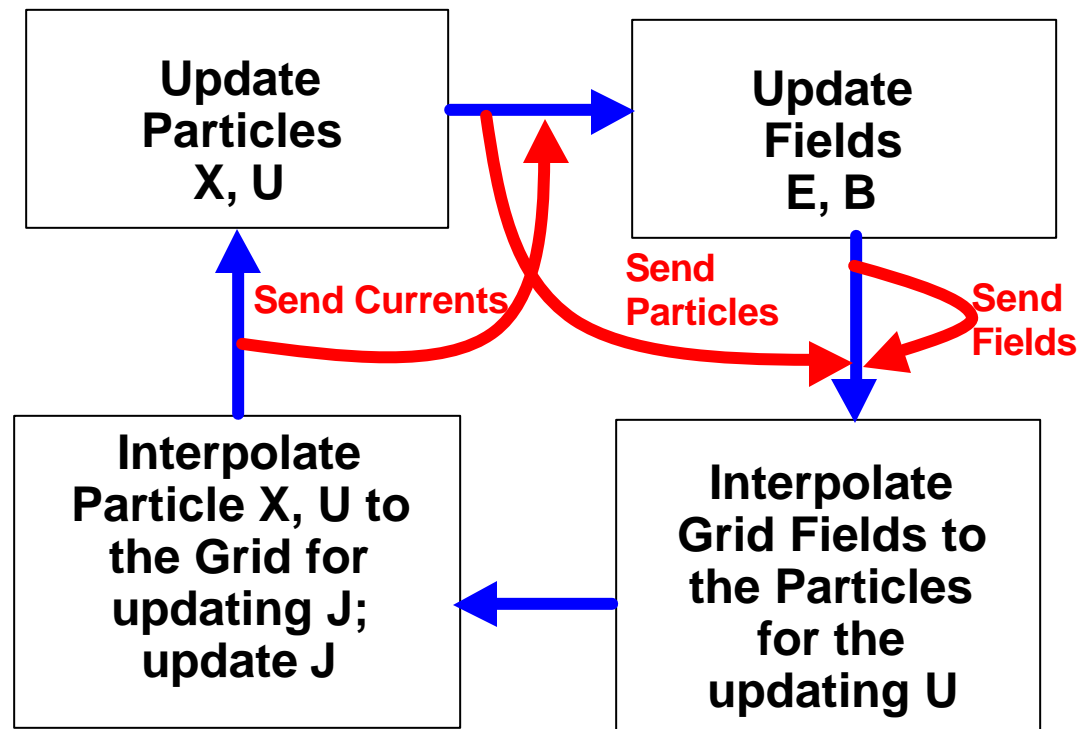 Update
Particles
X, U
Update
Fields
E, B
Send Currents
Send
Particles
Send
Fields
Interpolate
Particle X, U to
the Grid for
updating J;
update J
Interpolate
Grid Fields to
the Particles
for the
updating U